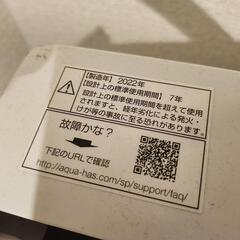 【製造年】2022年
【設計上の標準使用期間】7年
設計上の標準使用期間を超えて使用
されますと、経年劣化による発火・
けが等の事故に至る恐れがあります。
故障かな?
下記のURLで確認
http://aqua-has.com/sp/support/faq/